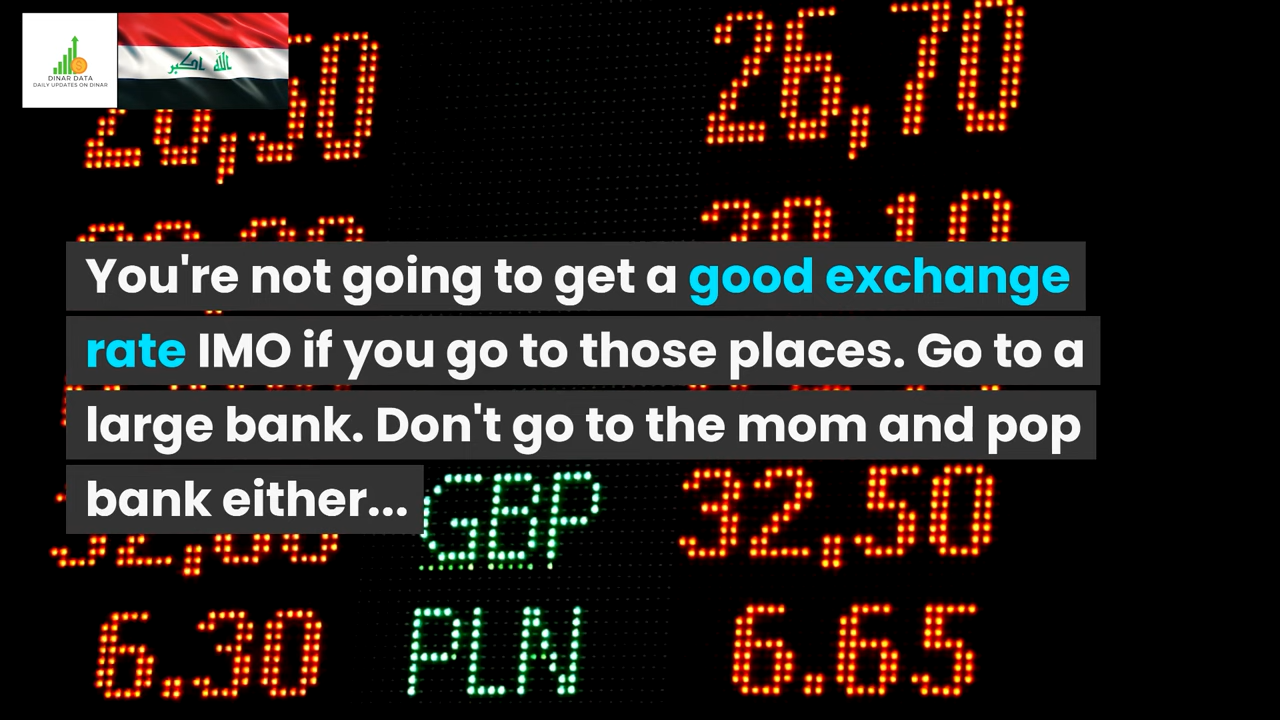 DINAR DATA
DAILY UPDATES ON DINAR
الله اكبر
26,70
You're not going to get a good exchange
rate IMO if you go to those places. Go to a
large bank. Don't go to the mom and pop
bank either...
GBP 32,50
6.30 PLN 6.65